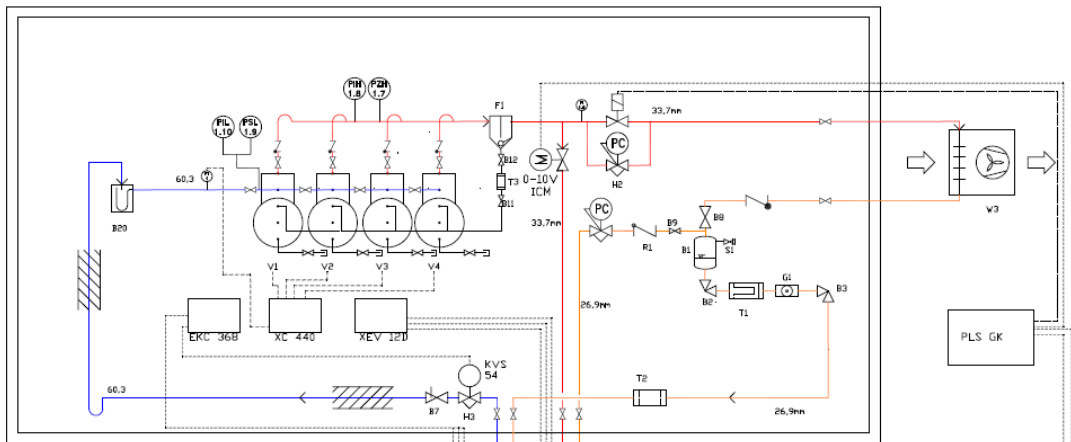 PIH
1.8
PZH
1.7
F1
33,7mm
PIL
1.10
PSL
1.9
PC
M
B12
0-10V
ICM
T3
H2
60,3
B11
W3
B20
33,7mm
PC
B9
B8
R1
B1
S1
V1
V2
V3
V4
G1
26,9mm
B2
T1
B3
EKC 368
XC 440
XEV 12D
PLS GK
KVS
54
T2
60,3
B7
H3
26,9mm